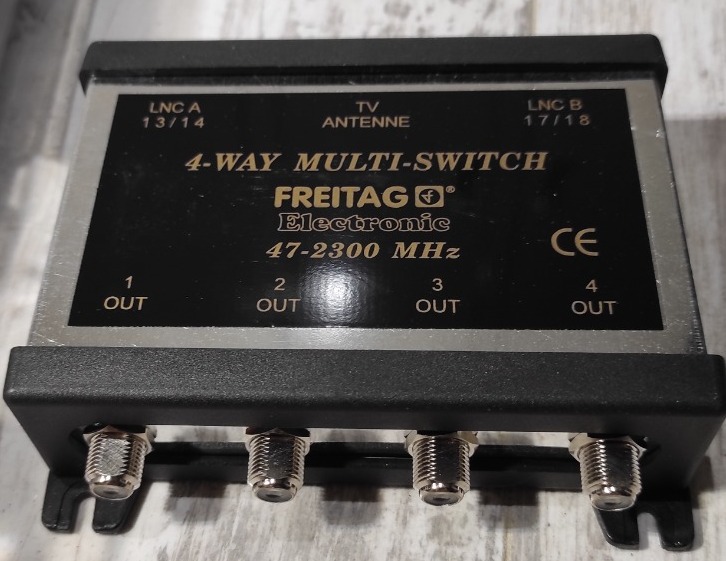 LNC A TV LNC B
13/14 ANTENNE 17/18
4-WAY MULTI-SWITCH
FREITAG f®
Electronic
47-2300 MHz
CE
1 2 3 4
OUT OUT OUT OUT